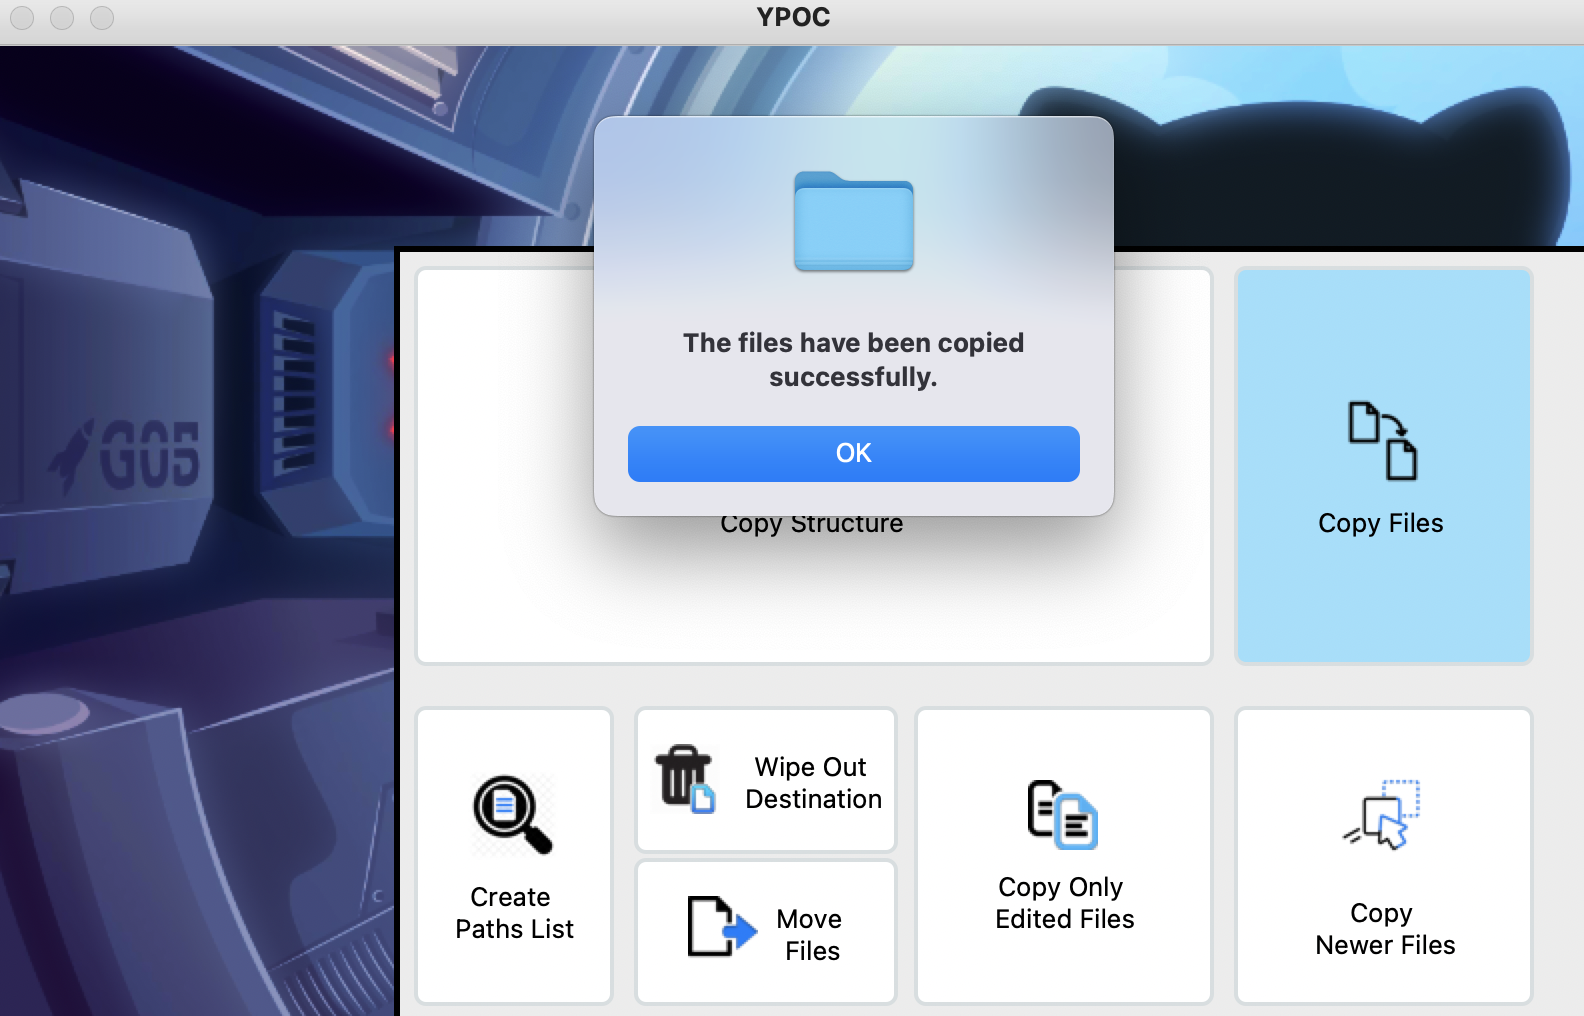 YPOC
The files have been copied
successfully.
OK
G05
Copy Structure
Copy Files
Create
Paths List
Wipe Out
Destination
Move
Files
Copy Only
Edited Files
Copy
Newer Files